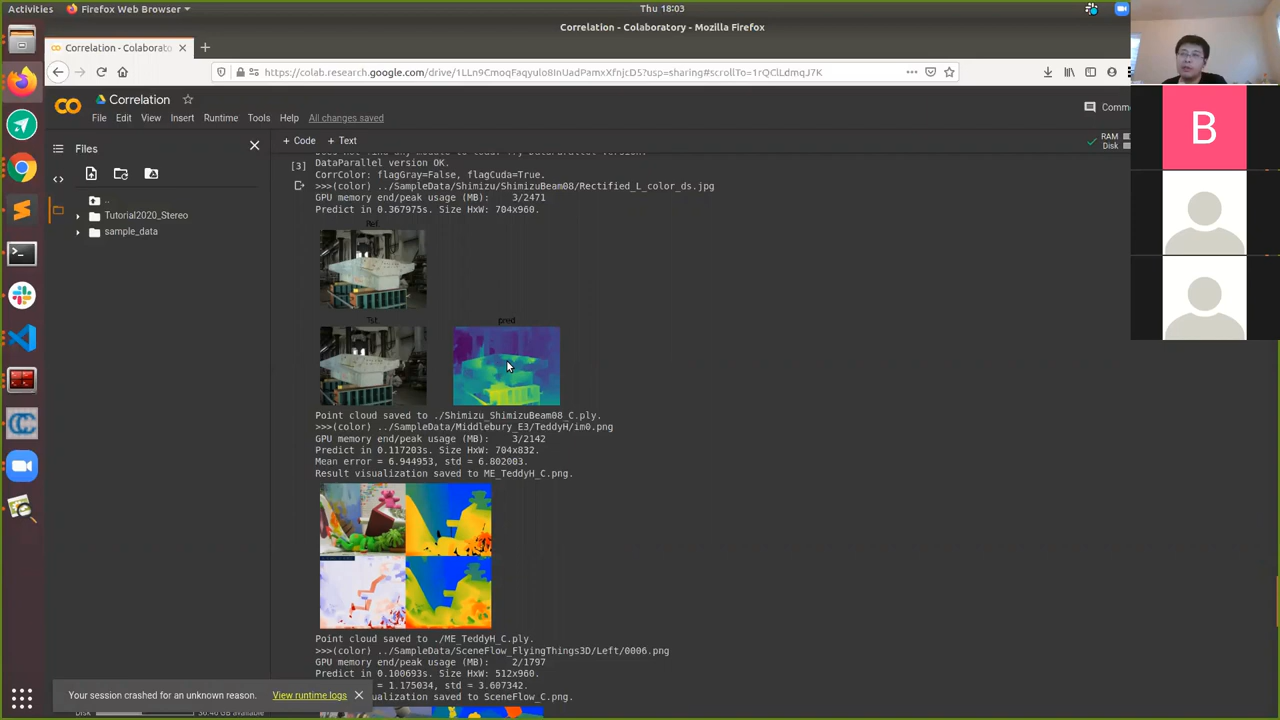 Activities
Firefox Web Browser
Thu 18:03
Correlation - Colaboratory - Mozilla Firefox
Correlation - Colaborato
https://colab.research.google.com/drive/1LLn9CmoqFaqyulo8InUadPamxXfnjcD5?usp=sharing#scrollTo=1rQClLdmqJ7K
Correlation
File Edit View Insert Runtime Tools Help All changes saved
Comm
+ Code + Text
RAM
Disk
Files
..
Tutorial2020_Stereo
sample_data
[3]
DataParallel version OK.
CorrColor: flagGray=False, flagCuda=True.
>>>(color) ../SampleData/Shimizu/ShimizuBeam08/Rectified_L_color_ds.jpg
GPU memory end/peak usage (MB): 3/2471
Predict in 0.367975s. Size HxW: 704x960.
Ref
Tst
pred
Point cloud saved to ./Shimizu_ShimizuBeam08_C.ply.
>>>(color) ../SampleData/Middlebury_E3/TeddyH/im0.png
GPU memory end/peak usage (MB): 3/2142
Predict in 0.117203s. Size HxW: 704x832.
Mean error = 6.944953, std = 6.802083.
Result visualization saved to ME_TeddyH_C.png.
Point cloud saved to ./ME_TeddyH_C.ply.
>>>(color) ../SampleData/SceneFlow_FlyingThings3D/Left/0006.png
GPU memory end/peak usage (MB): 2/1797
Predict in 0.100693s. Size HxW: 512x960.
= 1.175034, std = 3.607342.
ualization saved to SceneFlow_C.png.
Your session crashed for an unknown reason. View runtime logs
Disk
B